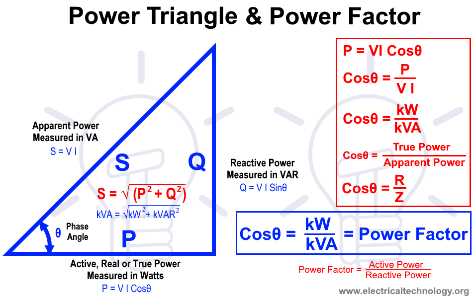 Power Triangle & Power Factor
Apparent Power
Measured in VA
S = V I
S
Q
S = √(P² + Q²)
kVA = √kW² + kVAR²
θ
Phase
Angle
P
Active, Real or True Power
Measured in Watts
P = V I Cosθ
Reactive Power
Measured in VAR
Q = V I Sinθ
P = VI Cosθ
Cosθ = P / V I
Cosθ = kW / kVA
Cosθ = True Power / Apparent Power
Cosθ = R / Z
Cosθ = kW / kVA = Power Factor
Power Factor = Active Power / Reactive Power
© www.electricaltechnology.org